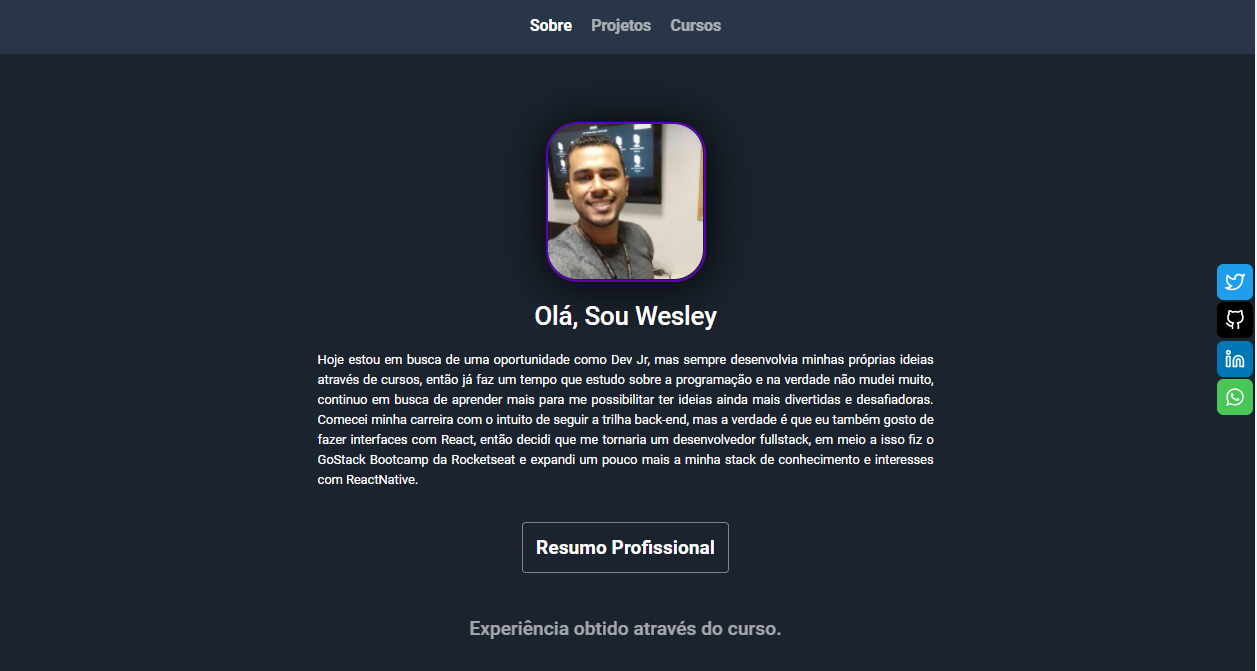 Sobre Projetos Cursos
Olá, Sou Wesley
Hoje estou em busca de uma oportunidade como Dev Jr, mas sempre desenvolvia minhas próprias ideias
através de cursos, então já faz um tempo que estudo sobre a programação e na verdade não mudei muito,
continuo em busca de aprender mais para me possibilitar ter ideias ainda mais divertidas e desafiadoras.
Comecei minha carreira com o intuito de seguir a trilha back-end, mas a verdade é que eu também gosto de
fazer interfaces com React, então decidi que me tornaria um desenvolvedor fullstack, em meio a isso fiz o
GoStack Bootcamp da Rocketseat e expandi um pouco mais a minha stack de conhecimento e interesses
com ReactNative.
Resumo Profissional
Experiência obtido através do curso.